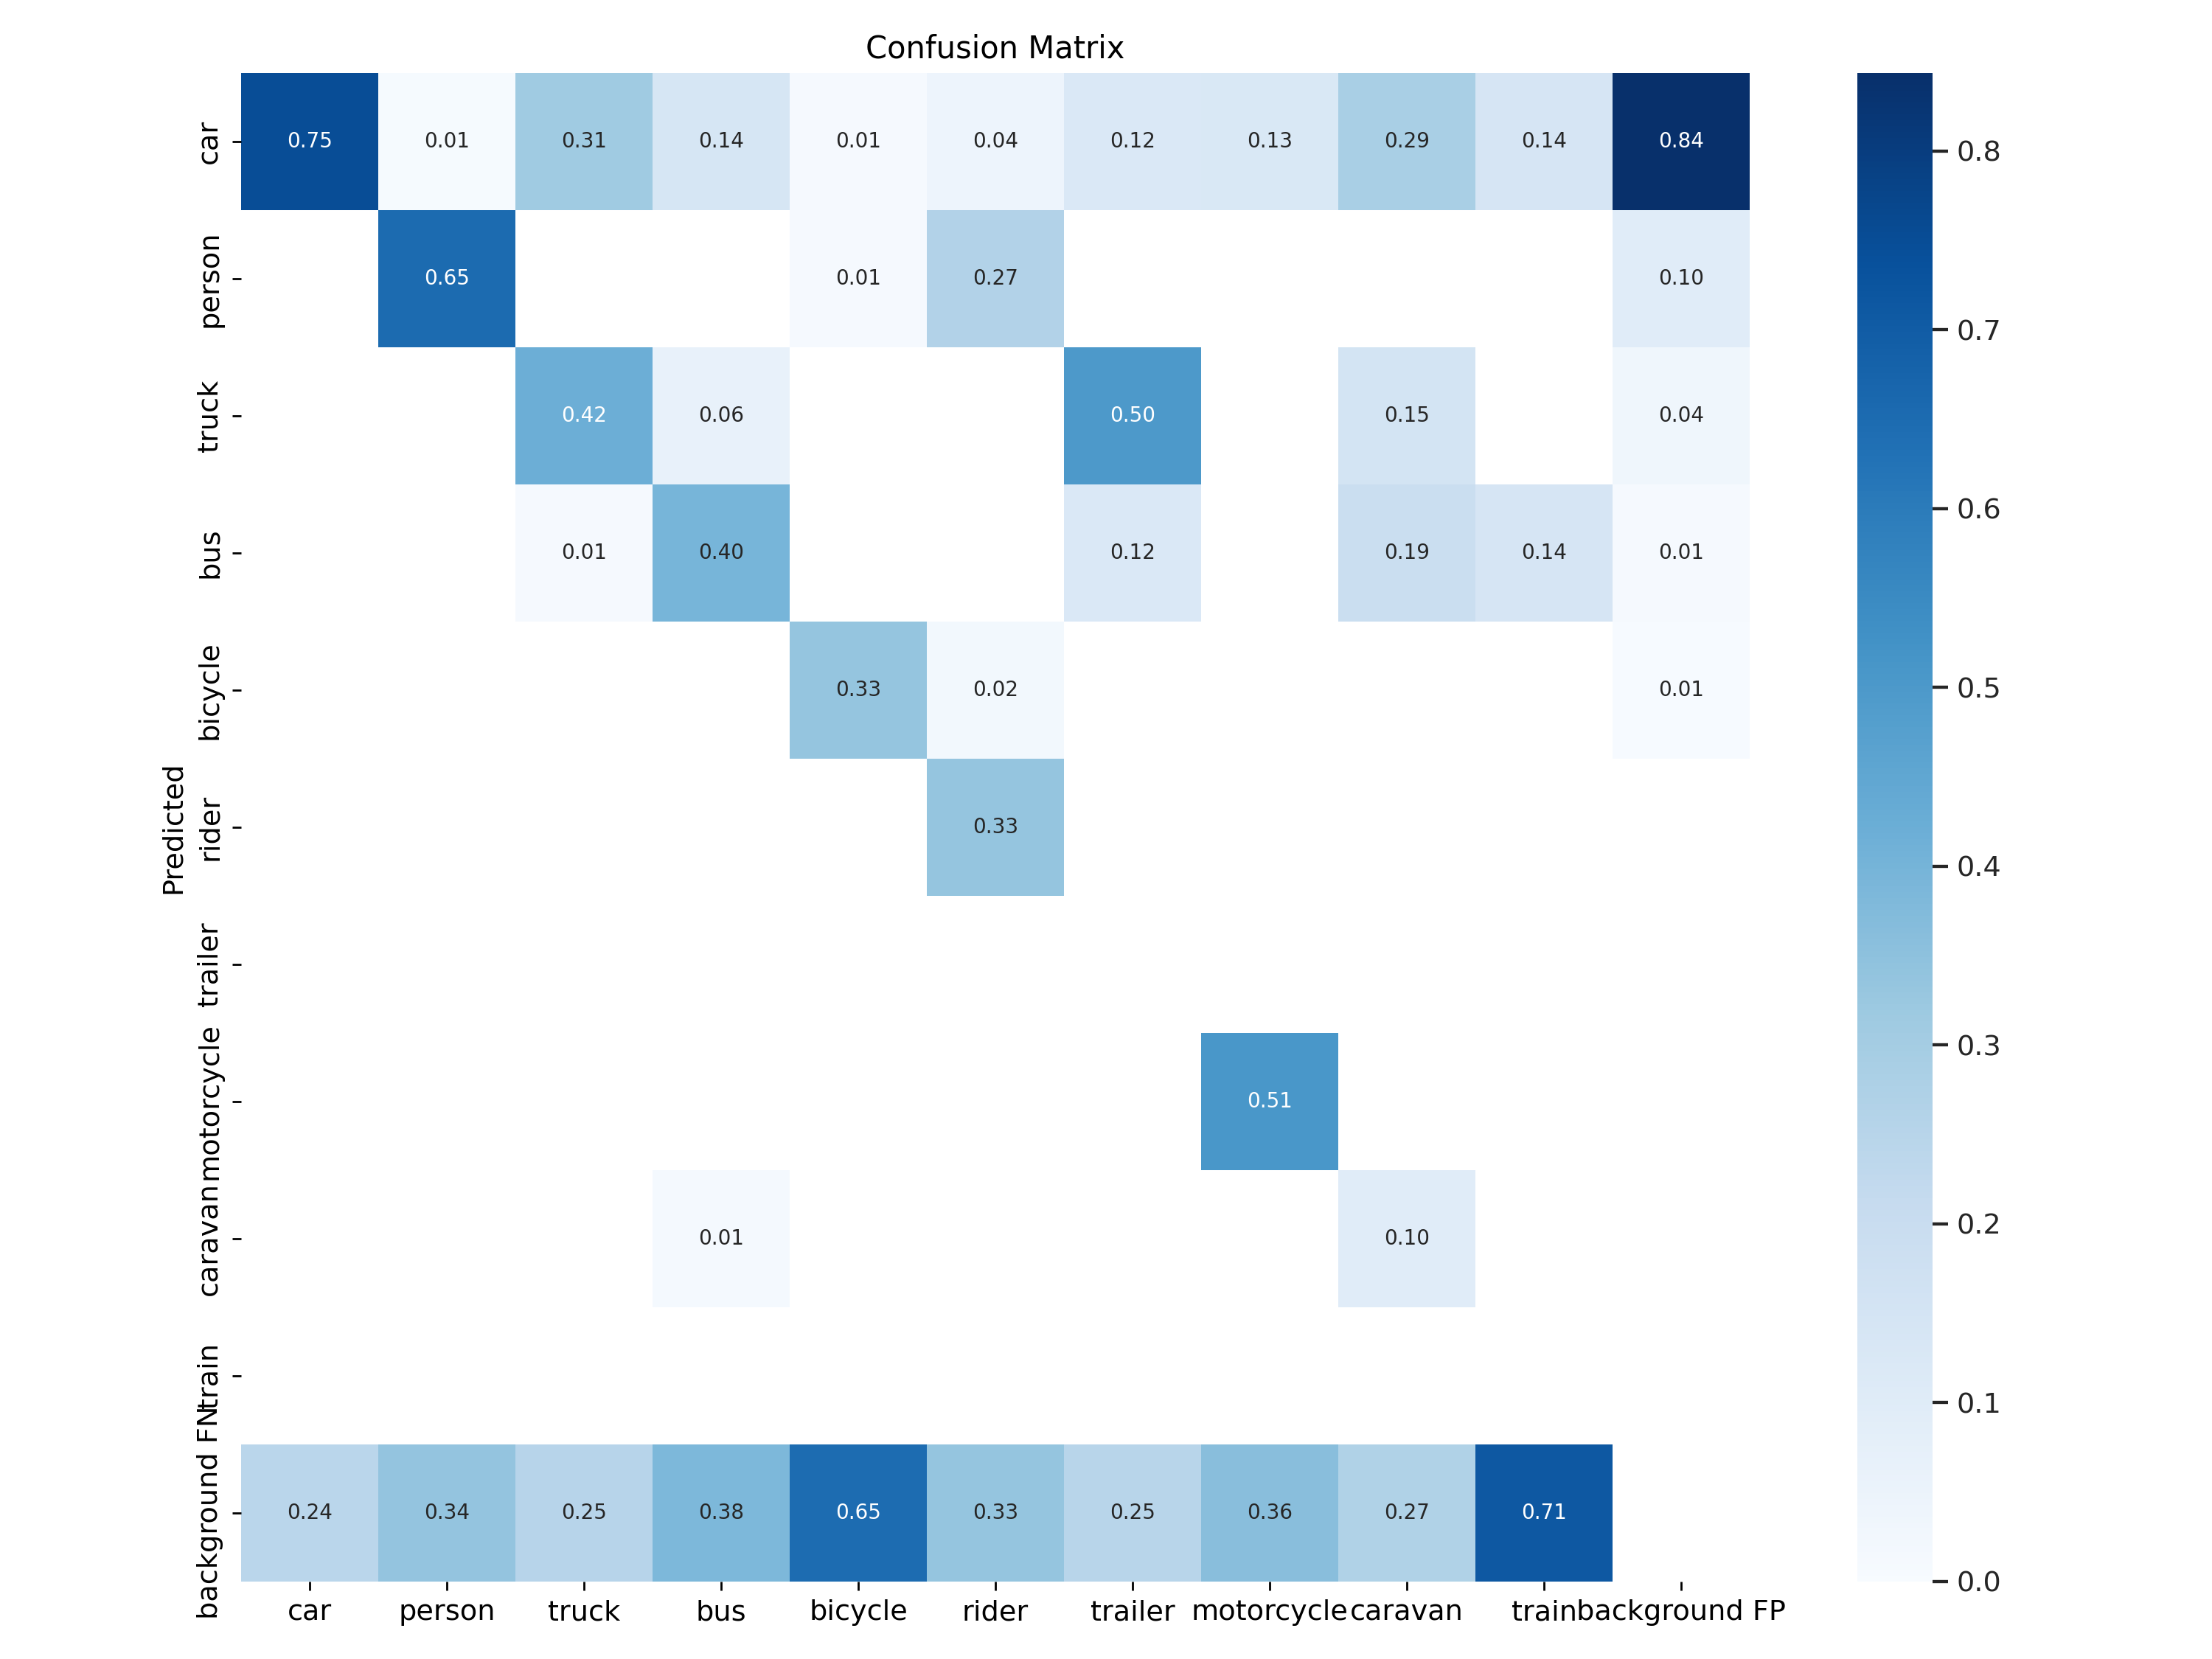 Confusion Matrix
car 0.75 0.01 0.31 0.14 0.01 0.04 0.12 0.13 0.29 0.14 0.84
person 0.65 0.01 0.27 0.10
truck 0.42 0.06 0.50 0.15 0.04
bus 0.01 0.40 0.12 0.19 0.14 0.01
bicycle 0.33 0.02 0.01
Predicted
rider 0.33
trailer
motorcycle 0.51
caravan 0.01 0.10
train
background FN 0.24 0.34 0.25 0.38 0.65 0.33 0.25 0.36 0.27 0.71
car person truck bus bicycle rider trailer motorcycle caravan train background FP
0.8
0.7
0.6
0.5
0.4
0.3
0.2
0.1
0.0